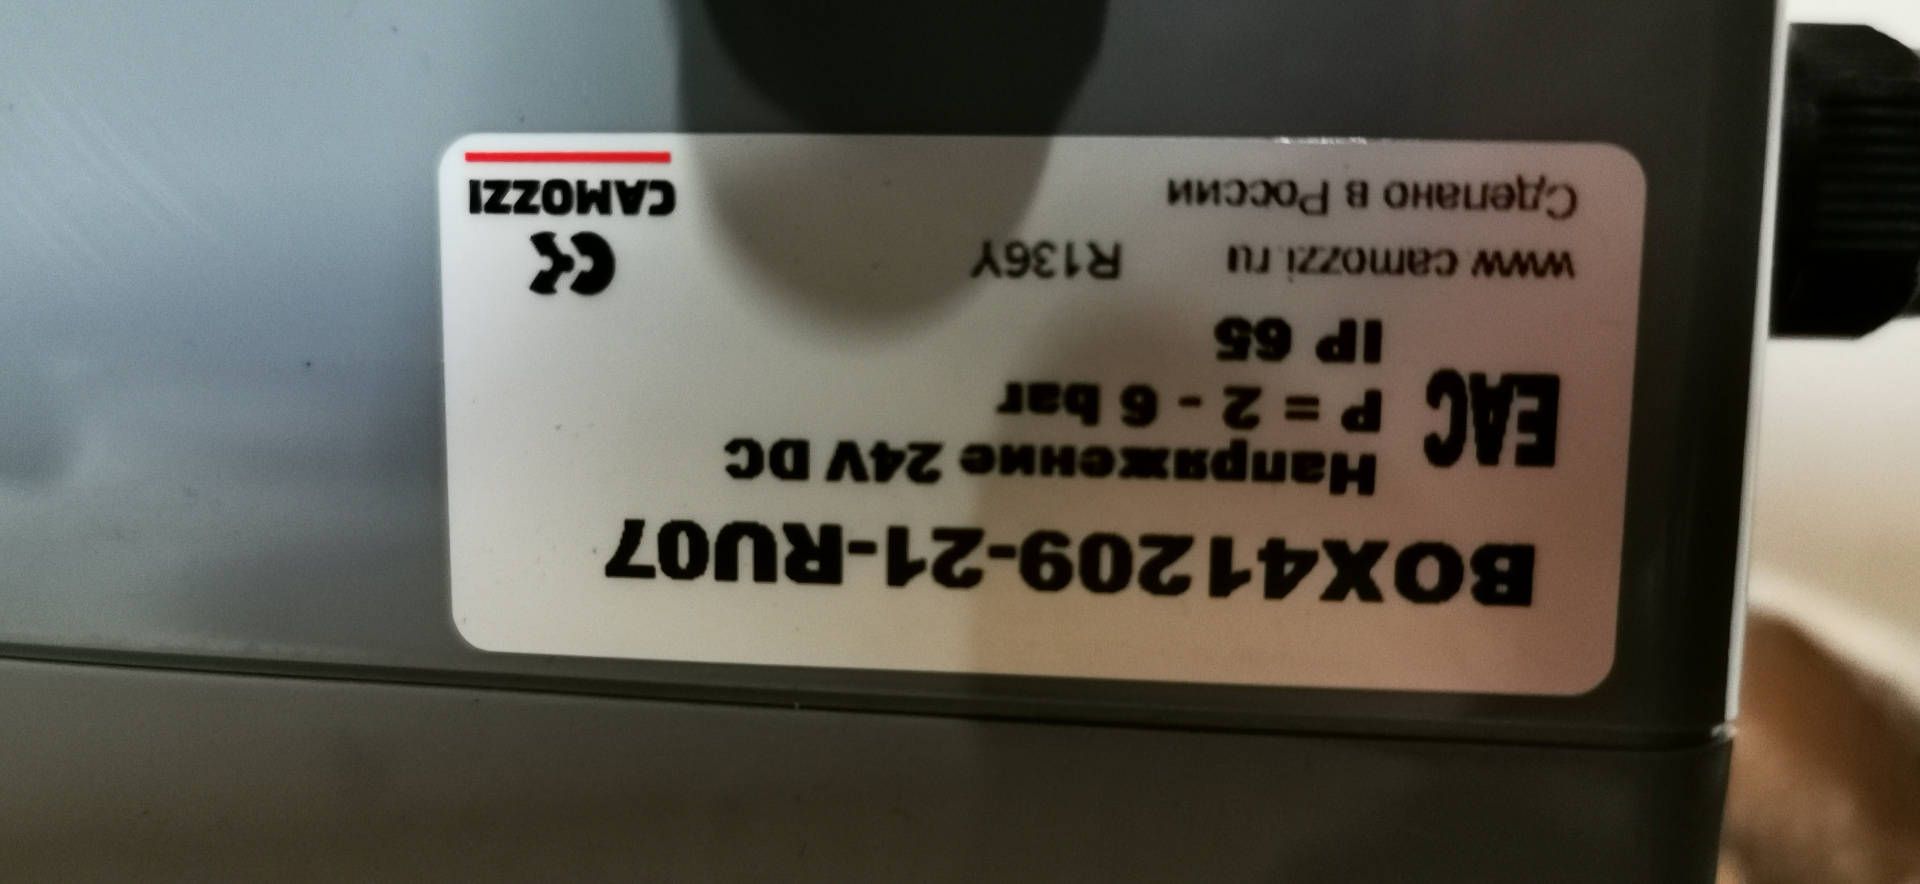 BOX41209-21-RU07
Напряжение 24V DC
P = 2 - 6 bar
IP 65
EAC
www.camozzi.ru R136Y
Сделано в России
CE
CAMOZZI